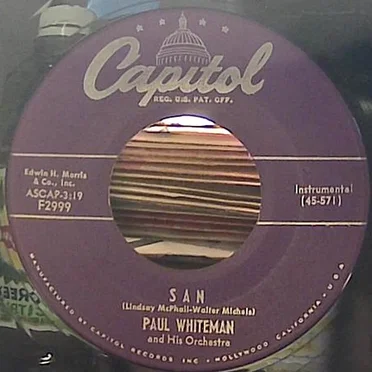 Capitol
REG. U.S. PAT. OFF.
Edwin H. Morris
& Co., Inc.
ASCAP-3:19
F2999
Instrumental
(45-571)
SAN
(Lindsay McPhail-Walter Michels)
PAUL WHITEMAN
and His Orchestra
MANUFACTURED BY CAPITOL RECORDS INC • HOLLYWOOD CALIFORNIA • U.S.A